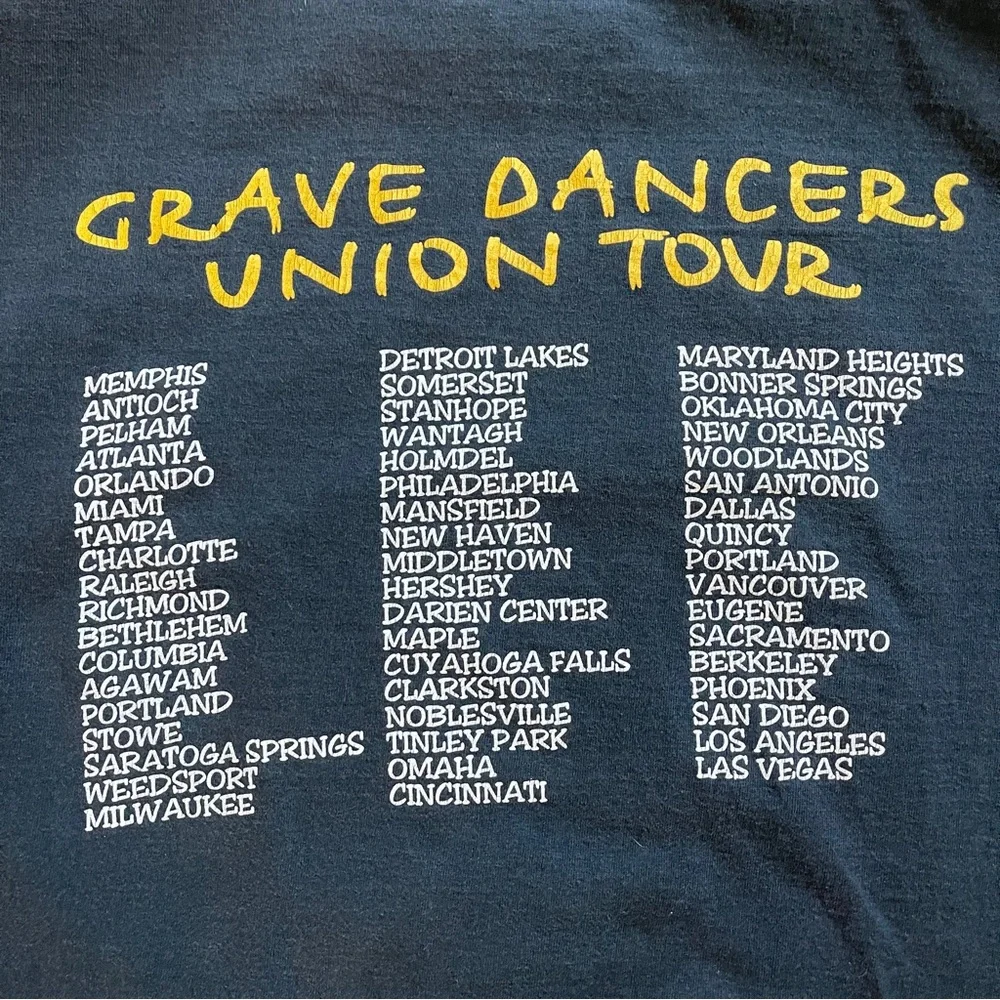 GRAVE DANCERS
UNION TOUR
MEMPHIS
ANTIOCH
PELHAM
ATLANTA
ORLANDO
MIAMI
TAMPA
CHARLOTTE
RALEIGH
RICHMOND
BETHLEHEM
COLUMBIA
AGAWAM
PORTLAND
STOWE
SARATOGA SPRINGS
WEEDSPORT
MILWAUKEE
DETROIT LAKES
SOMERSET
STANHOPE
WANTAGH
HOLMDEL
PHILADELPHIA
MANSFIELD
NEW HAVEN
MIDDLETOWN
HERSHEY
DARIEN CENTER
MAPLE
CUYAHOGA FALLS
CLARKSTON
NOBLESVILLE
TINLEY PARK
OMAHA
CINCINNATI
MARYLAND HEIGHTS
BONNER SPRINGS
OKLAHOMA CITY
NEW ORLEANS
WOODLANDS
SAN ANTONIO
DALLAS
QUINCY
PORTLAND
VANCOUVER
EUGENE
SACRAMENTO
BERKELEY
PHOENIX
SAN DIEGO
LOS ANGELES
LAS VEGAS